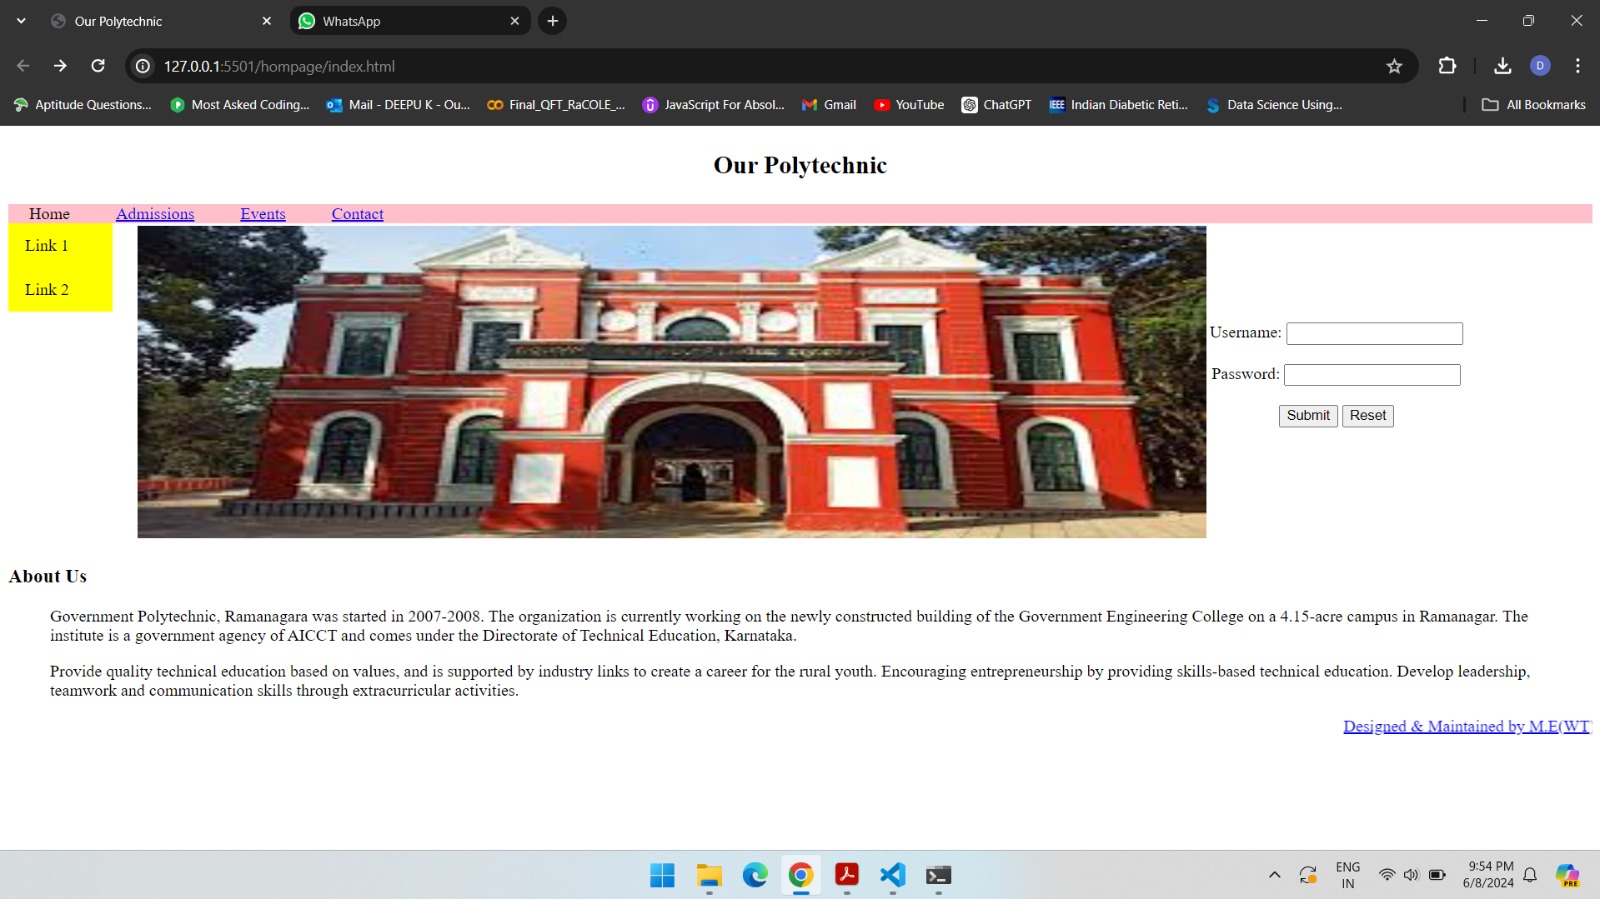 Our Polytechnic
WhatsApp
127.0.0.1:5501/hompage/index.html
D
Aptitude Questions...
Most Asked Coding...
Mail - DEEPU K - Ou...
Final_QFT_RaCOLE_...
JavaScript For Absol...
Gmail
YouTube
ChatGPT
IEEE
Indian Diabetic Reti...
Data Science Using...
All Bookmarks
Our Polytechnic
Home Admissions Events Contact
Link 1
Link 2
Username:
Password:
Submit Reset
About Us
Government Polytechnic, Ramanagara was started in 2007-2008. The organization is currently working on the newly constructed building of the Government Engineering College on a 4.15-acre campus in Ramanagar. The
institute is a government agency of AICCT and comes under the Directorate of Technical Education, Karnataka.
Provide quality technical education based on values, and is supported by industry links to create a career for the rural youth. Encouraging entrepreneurship by providing skills-based technical education. Develop leadership,
teamwork and communication skills through extracurricular activities.
Designed & Maintained by M.E(WT)
ENG
IN
9:54 PM
6/8/2024
PRE